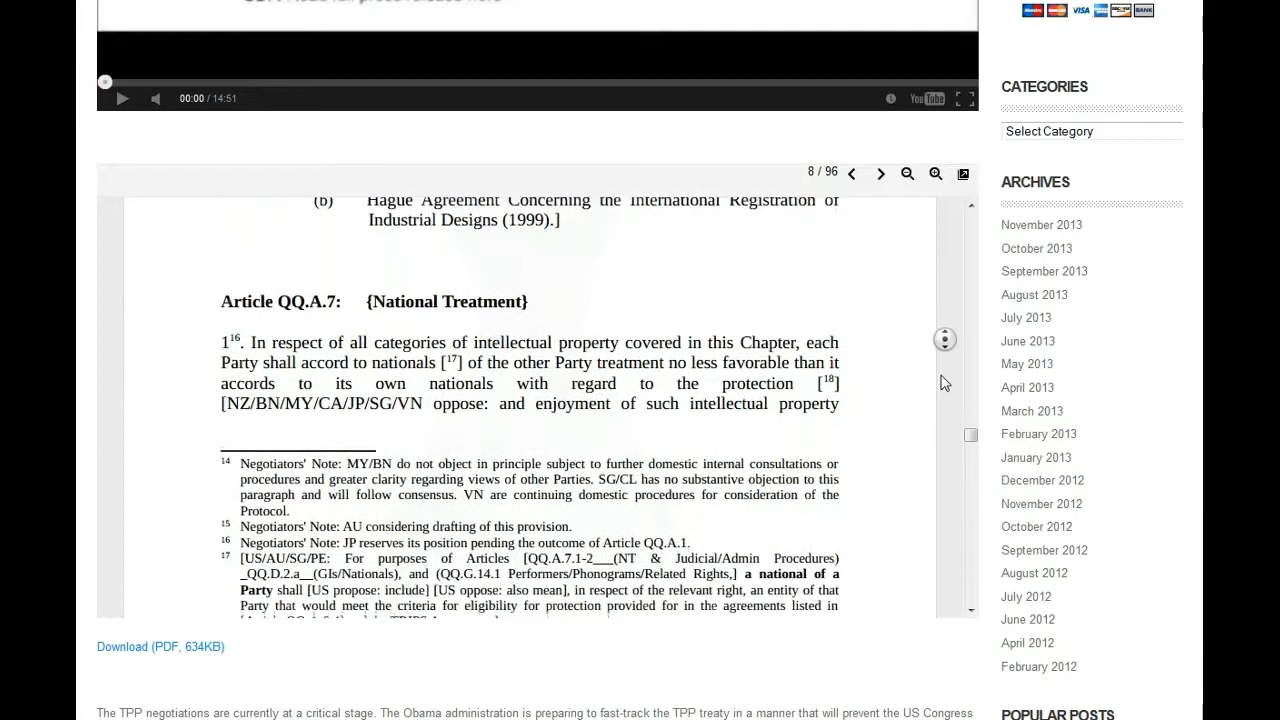 VISA
BANK
00:00 / 14:51
YouTube
CATEGORIES
Select Category
8 / 96
(b) Hague Agreement Concerning the International Registration of
Industrial Designs (1999).]
Article QQ.A.7: {National Treatment}
1¹⁶. In respect of all categories of intellectual property covered in this Chapter, each
Party shall accord to nationals [¹⁷] of the other Party treatment no less favorable than it
accords to its own nationals with regard to the protection [¹⁸]
[NZ/BN/MY/CA/JP/SG/VN oppose: and enjoyment of such intellectual property
¹⁴ Negotiators' Note: MY/BN do not object in principle subject to further domestic internal consultations or
procedures and greater clarity regarding views of other Parties. SG/CL has no substantive objection to this
paragraph and will follow consensus. VN are continuing domestic procedures for consideration of the
Protocol.
¹⁵ Negotiators' Note: AU considering drafting of this provision.
¹⁶ Negotiators' Note: JP reserves its position pending the outcome of Article QQ.A.1.
¹⁷ [US/AU/SG/PE: For purposes of Articles [QQ.A.7.1-2___(NT & Judicial/Admin Procedures)
_QQ.D.2.a__(GIs/Nationals), and (QQ.G.14.1 Performers/Phonograms/Related Rights,] a national of a
Party shall [US propose: include] [US oppose: also mean], in respect of the relevant right, an entity of that
Party that would meet the criteria for eligibility for protection provided for in the agreements listed in
Download (PDF, 634KB)
The TPP negotiations are currently at a critical stage. The Obama administration is preparing to fast-track the TPP treaty in a manner that will prevent the US Congress
ARCHIVES
November 2013
October 2013
September 2013
August 2013
July 2013
June 2013
May 2013
April 2013
March 2013
February 2013
January 2013
December 2012
November 2012
October 2012
September 2012
August 2012
July 2012
June 2012
April 2012
February 2012
POPULAR POSTS